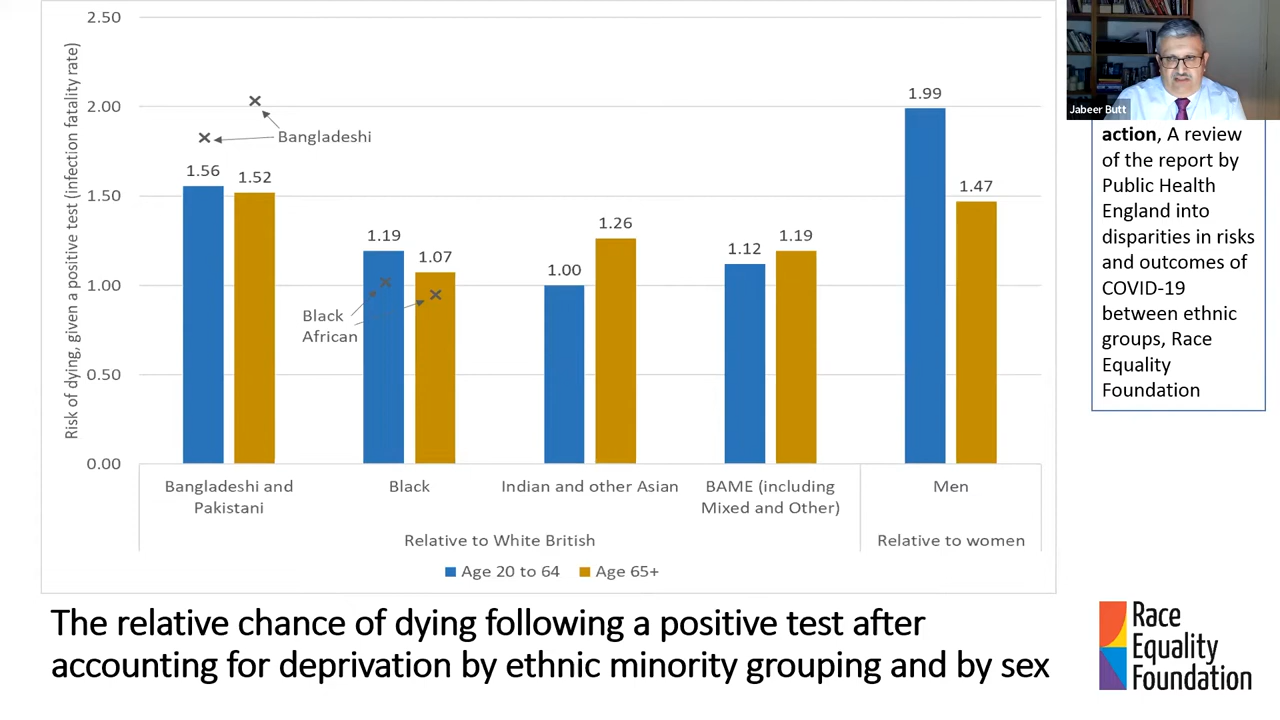 2.50
2.00
1.50
1.00
0.50
0.00
Risk of dying, given a positive test (infection fatality rate)
Bangladeshi
1.56
1.52
1.19
1.07
Black
African
1.00
1.26
1.12
1.19
1.99
1.47
Bangladeshi and
Pakistani
Black
Indian and other Asian
BAME (including
Mixed and Other)
Men
Relative to White British
Relative to women
Age 20 to 64
Age 65+
The relative chance of dying following a positive test after
accounting for deprivation by ethnic minority grouping and by sex
Jabeer Butt
action, A review
of the report by
Public Health
England into
disparities in risks
and outcomes of
COVID-19
between ethnic
groups, Race
Equality
Foundation
Race
Equality
Foundation